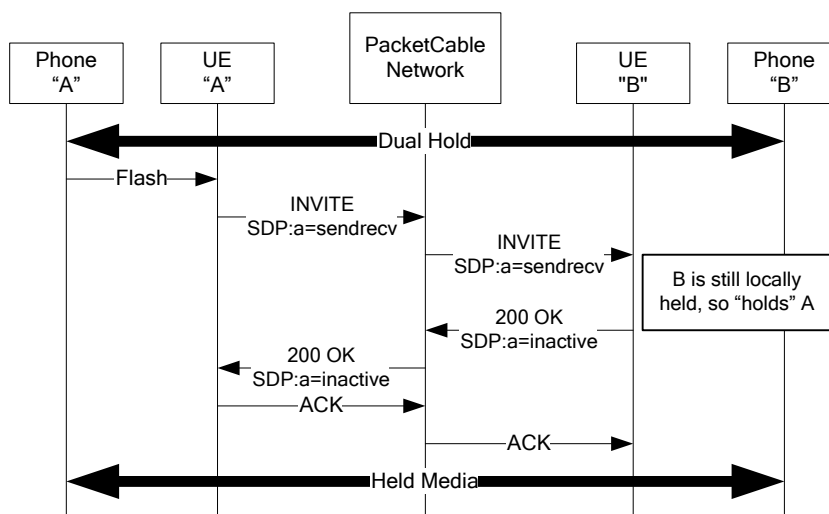 Phone
“A”
UE
“A”
PacketCable
Network
UE
"B"
Phone
“B”
Dual Hold
Flash
INVITE
SDP:a=sendrecv
INVITE
SDP:a=sendrecv
B is still locally
held, so “holds” A
200 OK
SDP:a=inactive
200 OK
SDP:a=inactive
ACK
ACK
Held Media